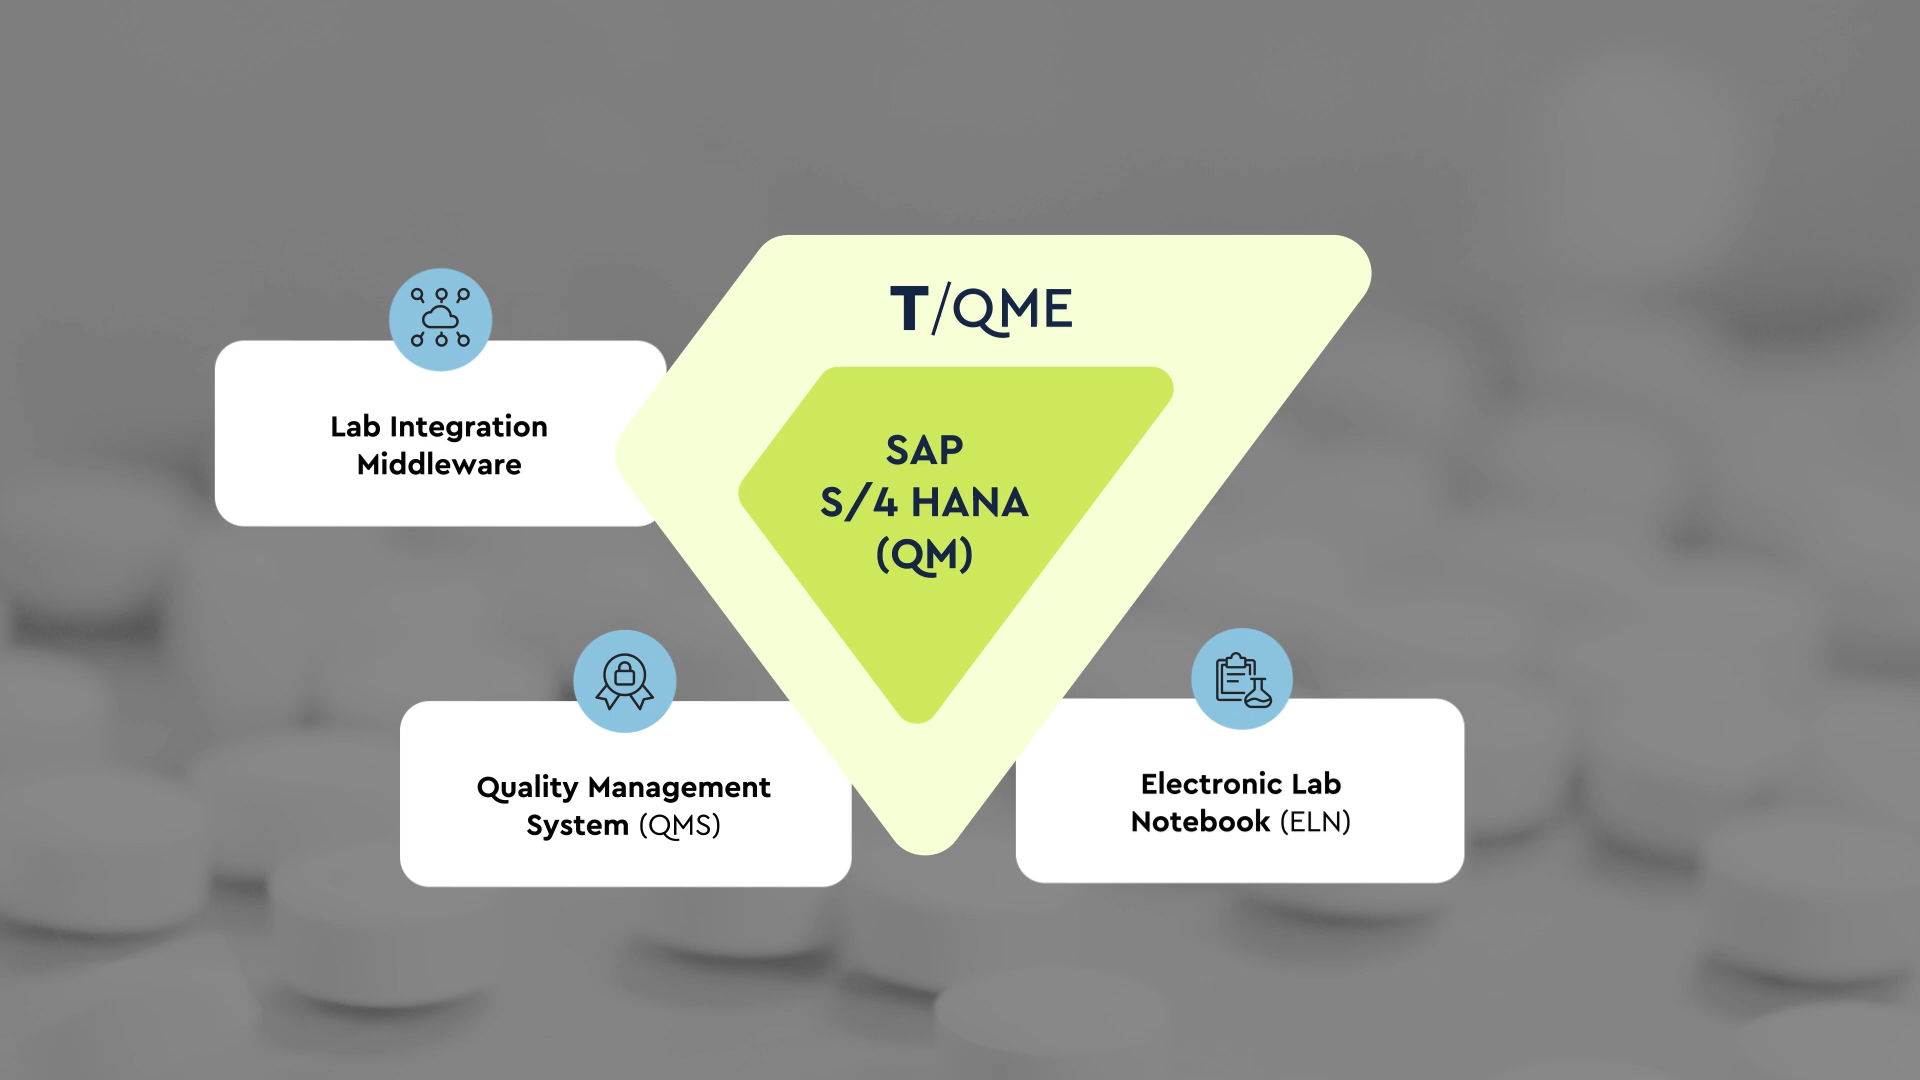 T/QME
SAP
S/4 HANA
(QM)
Lab Integration
Middleware
Quality Management
System (QMS)
Electronic Lab
Notebook (ELN)